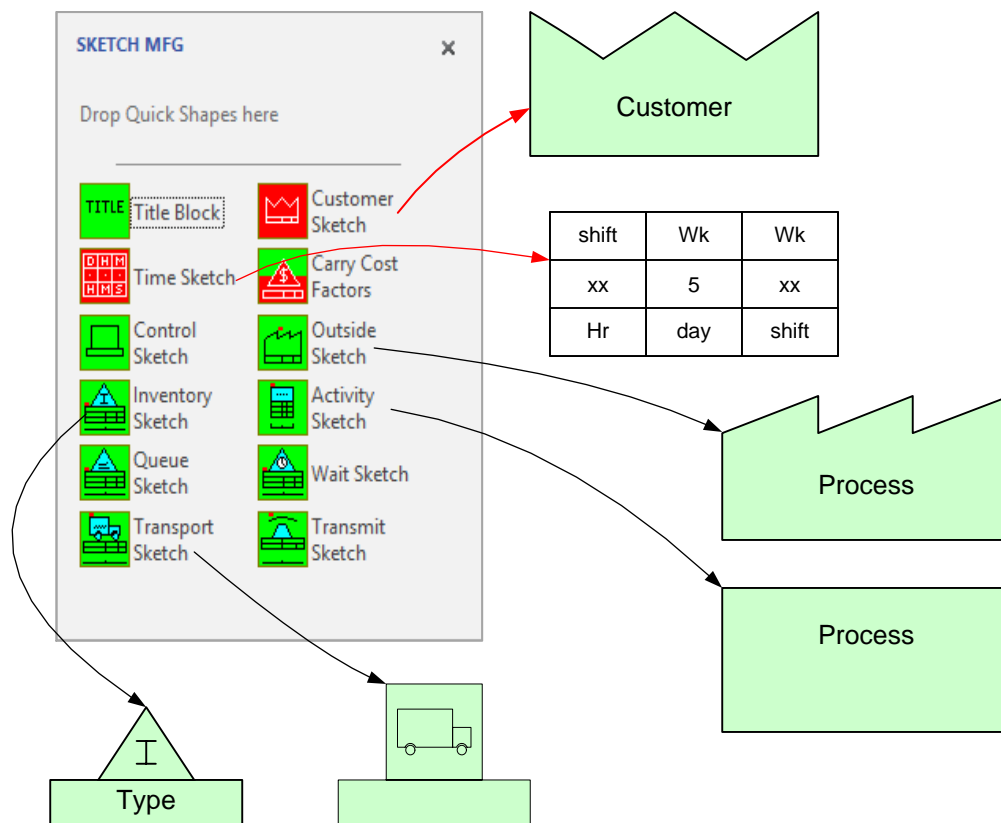 SKETCH MFG
x
Drop Quick Shapes here
TITLE
Title Block
Customer
Sketch
D H M
H M S
Time Sketch
$
Carry Cost
Factors
Control
Sketch
Outside
Sketch
I
Inventory
Sketch
Activity
Sketch
Queue
Sketch
Wait Sketch
Transport
Sketch
Transmit
Sketch
Customer
shift Wk Wk
xx 5 xx
Hr day shift
Process
Process
I
Type